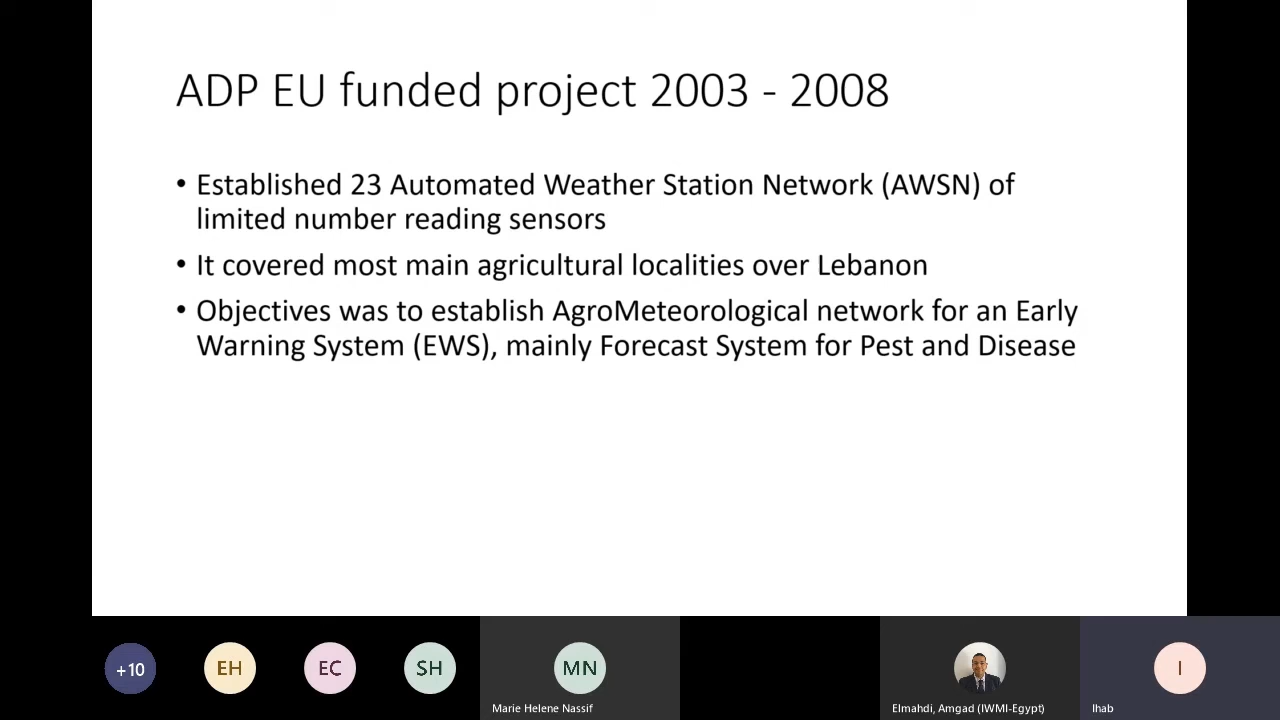 ADP EU funded project 2003 - 2008
• Established 23 Automated Weather Station Network (AWSN) of
limited number reading sensors
• It covered most main agricultural localities over Lebanon
• Objectives was to establish AgroMeteorological network for an Early
Warning System (EWS), mainly Forecast System for Pest and Disease
+10
EH
EC
SH
MN
I
Marie Helene Nassif
Elmahdi, Amgad (IWMI-Egypt)
Ihab